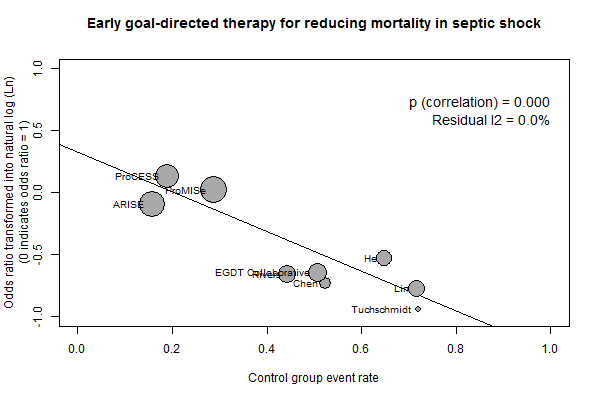 Early goal-directed therapy for reducing mortality in septic shock
p (correlation) = 0.000
Residual I2 = 0.0%
Odds ratio transformed into natural log (Ln)
(0 indicates odds ratio = 1)
1.0
0.5
0.0
-0.5
-1.0
ProCESS
ProMISe
ARISE
He
EGDT Collaborative
Rivers
Chen
Lin
Tuchschmidt
0.0 0.2 0.4 0.6 0.8 1.0
Control group event rate